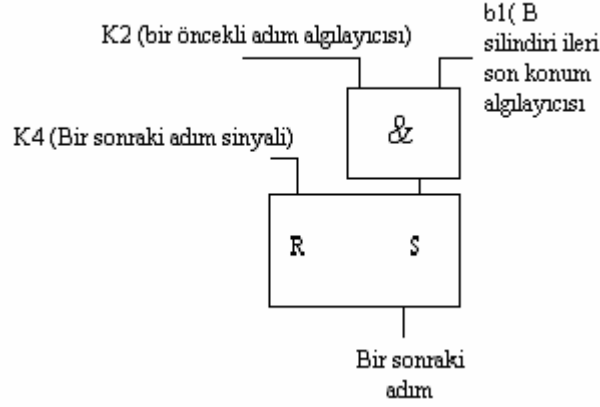 K2 (bir öncekli adım algılayıcısı)
b1( B
silindiri ileri
son konum
algılayıcısı
&
K4 (Bir sonraki adım sinyali)
R
S
Bir sonraki
adım